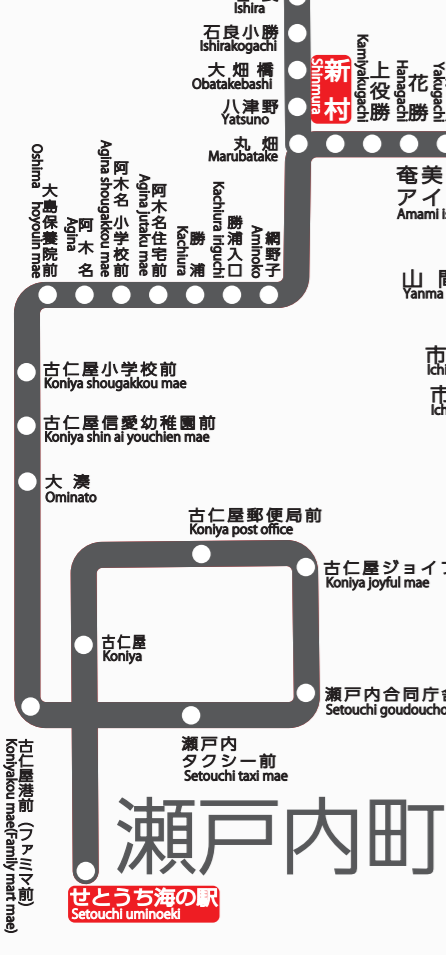 Ishira
石良小勝
Ishirakogachi
大畑橋
Obatakebashi
八津野
Yatsuno
丸畑
Marubatake
新村
Shinmura
上役勝
Kamiyakugachi
花勝
Hanagachi
Yakugachi
奄美
アイ
Amami is
山間
Yanma
市
Ichi
市
Ich
大島保養院前
Oshima hoyouin mae
阿木名
Agina
阿木名小学校前
Agina shougakkou mae
阿木名住宅前
Agina jutaku mae
勝浦
Kachiura
勝浦入口
Kachiura iriguchi
網野子
Aminoko
古仁屋小学校前
Koniya shougakkou mae
古仁屋信愛幼稚園前
Koniya shin ai youchien mae
大湊
Ominato
古仁屋郵便局前
Koniya post office
古仁屋ジョイフ
Koniya joyful mae
古仁屋
Koniya
瀬戸内合同庁舎
Setouchi goudoucho
瀬戸内
タクシー前
Setouchi taxi mae
古仁屋港前(ファミマ前)
Koniyakou mae(Family mart mae)
瀬戸内町
せとうち海の駅
Setouchi uminoeki